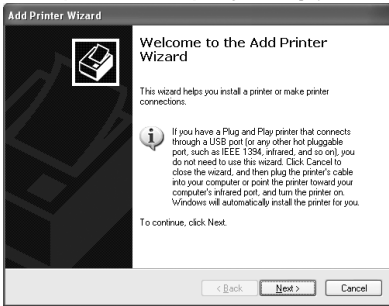 Add Printer Wizard
Welcome to the Add Printer
Wizard
This wizard helps you install a printer or make printer
connections.
If you have a Plug and Play printer that connects
through a USB port (or any other hot pluggable
port, such as IEEE 1394, infrared, and so on), you
do not need to use this wizard. Click Cancel to
close the wizard, and then plug the printer's cable
into your computer or point the printer toward your
computer's infrared port, and turn the printer on.
Windows will automatically install the printer for you.
To continue, click Next.
< Back Next > Cancel